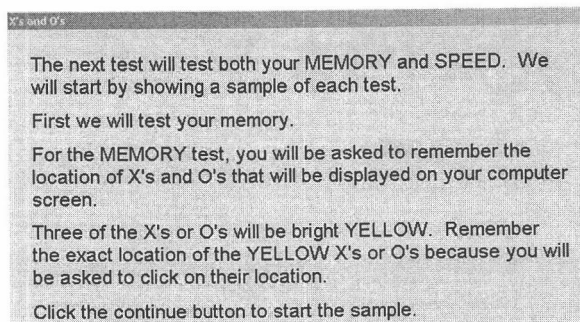 X's and O's
The next test will test both your MEMORY and SPEED. We
will start by showing a sample of each test.
First we will test your memory.
For the MEMORY test, you will be asked to remember the
location of X's and O's that will be displayed on your computer
screen.
Three of the X's or O's will be bright YELLOW. Remember
the exact location of the YELLOW X's or O's because you will
be asked to click on their location.
Click the continue button to start the sample.